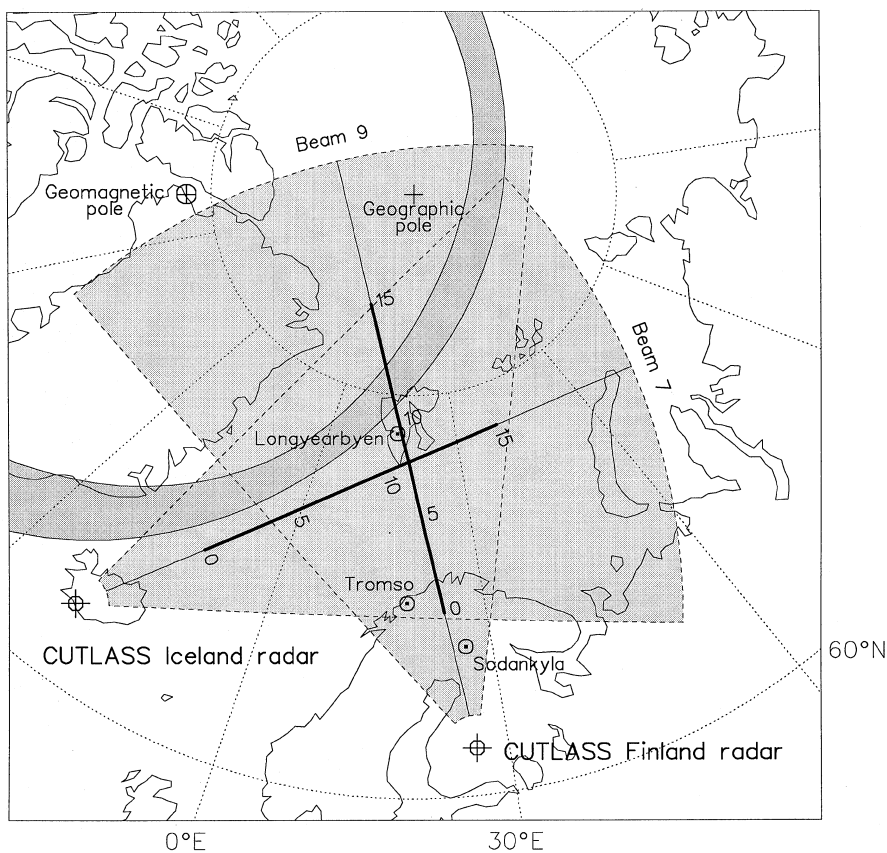 Beam 9
Geomagnetic
pole
Geographic
pole
15
Beam 7
10
Longyearbyen
15
10
5
5
0
Tromso
0
CUTLASS Iceland radar
Sodankyla
60°N
CUTLASS Finland radar
0°E
30°E